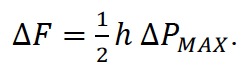 ΔF = 1/2 h ΔP_MAX.